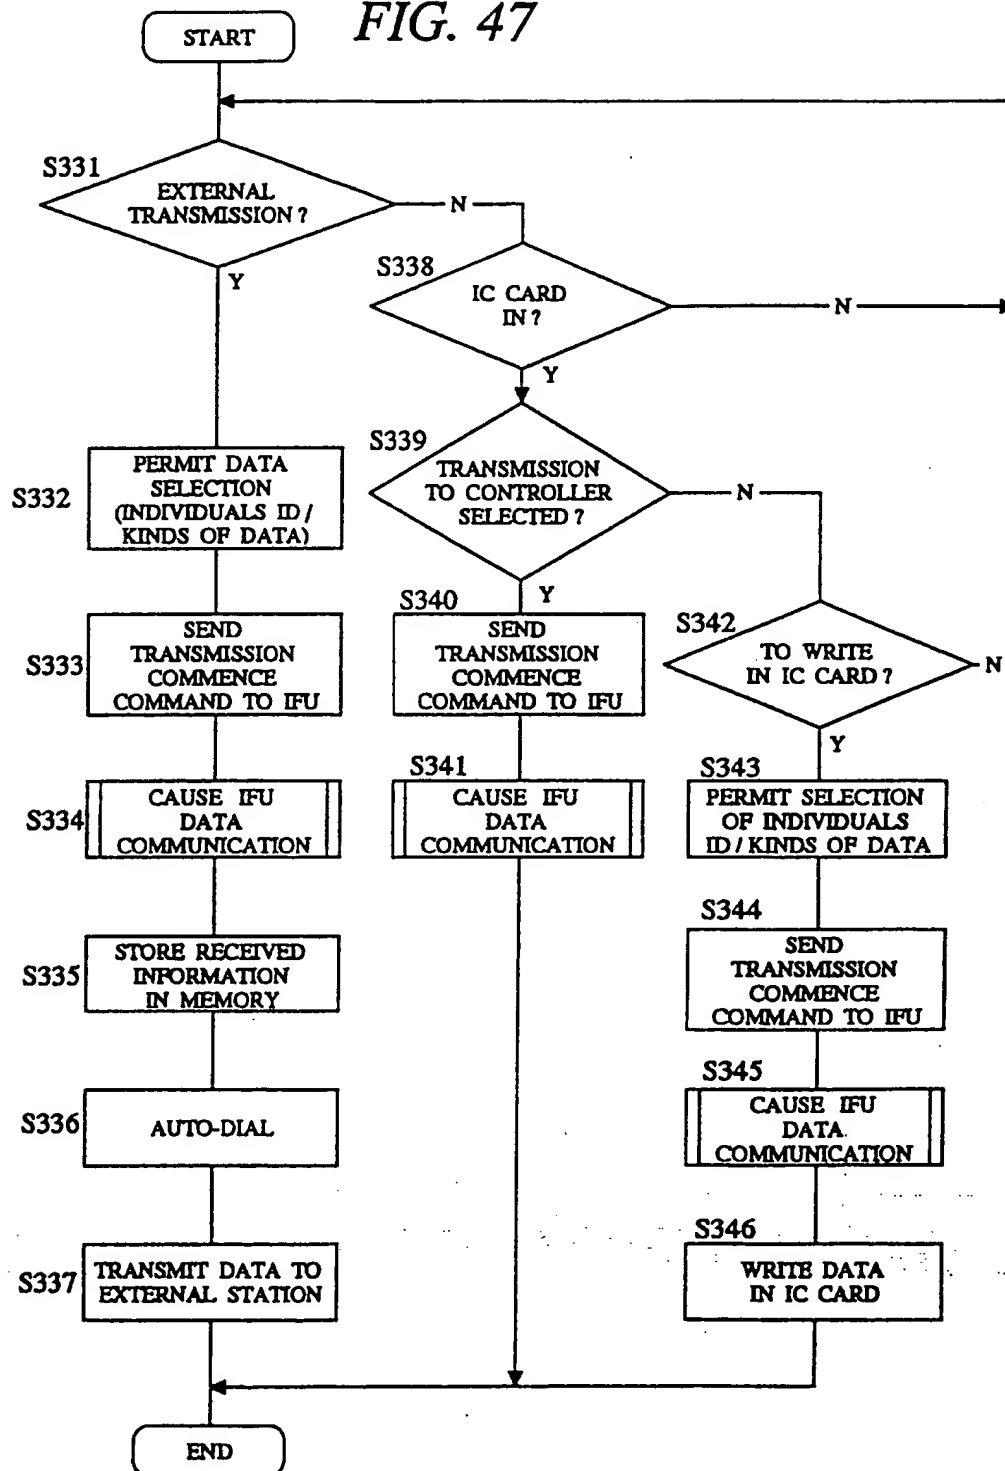 FIG. 47
START
S331
EXTERNAL
TRANSMISSION?
N
Y
S338
IC CARD
IN?
N
Y
S339
TRANSMISSION
TO CONTROLLER
SELECTED?
N
Y
S332
PERMIT DATA
SELECTION
(INDIVIDUALS ID/
KINDS OF DATA)
S333
SEND
TRANSMISSION
COMMENCE
COMMAND TO IFU
S340
SEND
TRANSMISSION
COMMENCE
COMMAND TO IFU
S342
TO WRITE
IN IC CARD?
N
Y
S334
CAUSE IFU
DATA
COMMUNICATION
S341
CAUSE IFU
DATA
COMMUNICATION
S343
PERMIT SELECTION
OF INDIVIDUALS
ID/KINDS OF DATA
S335
STORE RECEIVED
INFORMATION
IN MEMORY
S344
SEND
TRANSMISSION
COMMENCE
COMMAND TO IFU
S336
AUTO-DIAL
S345
CAUSE IFU
DATA
COMMUNICATION
S337
TRANSMIT DATA TO
EXTERNAL STATION
S346
WRITE DATA
IN IC CARD
END